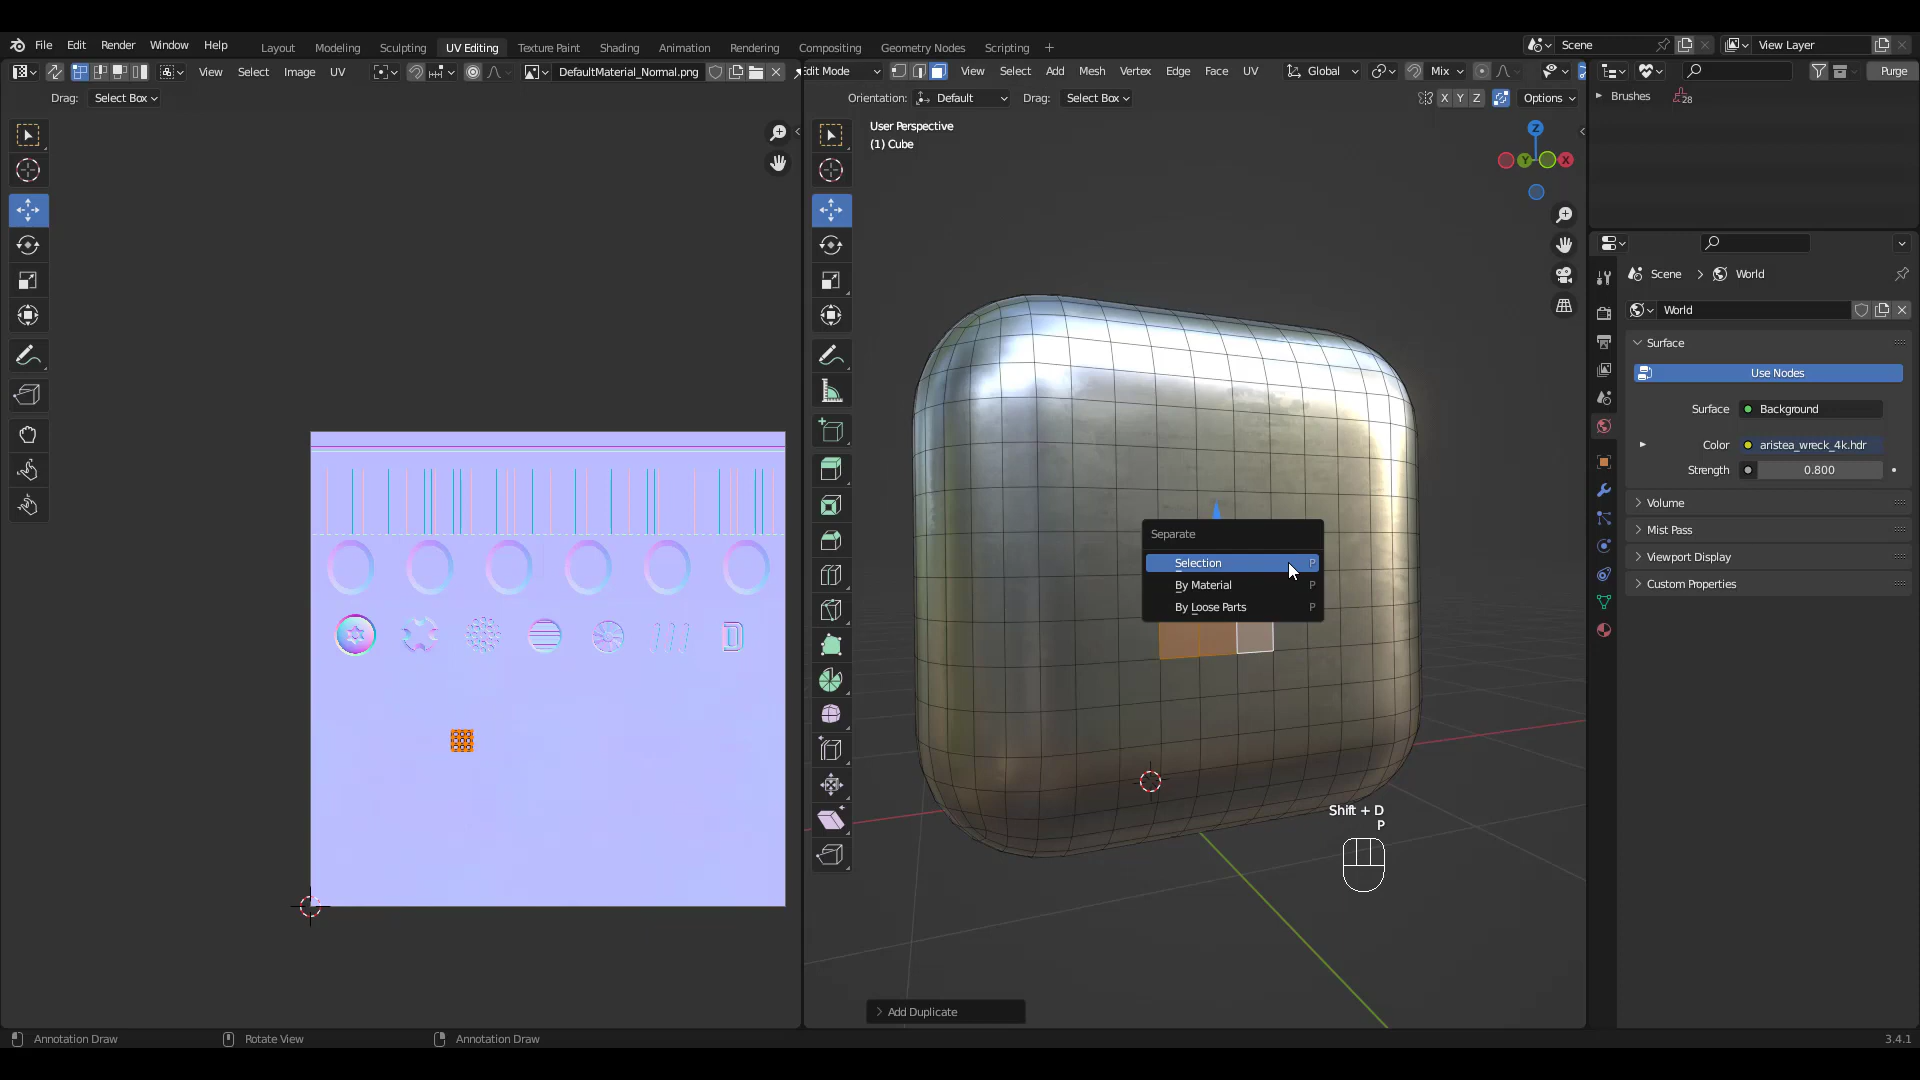 File Edit Render Window Help Layout Modeling Sculpting UV Editing Texture Paint Shading Animation Rendering Compositing Geometry Nodes Scripting + Scene View Layer
View Select Image UV DefaultMaterial_Normal.png dit Mode View Select Add Mesh Vertex Edge Face UV Global Mix Purge
Drag: Select Box Orientation: Default Drag: Select Box X Y Z Options Brushes 28
User Perspective
(1) Cube
Z
Y X
Scene World
World
Surface
Use Nodes
Surface Background
Color aristea_wreck_4k.hdr
Strength 0.800
Volume
Mist Pass
Viewport Display
Custom Properties
Separate
Selection P
By Material P
By Loose Parts P
D
Shift + D
P
Add Duplicate
Annotation Draw Rotate View Annotation Draw 3.4.1